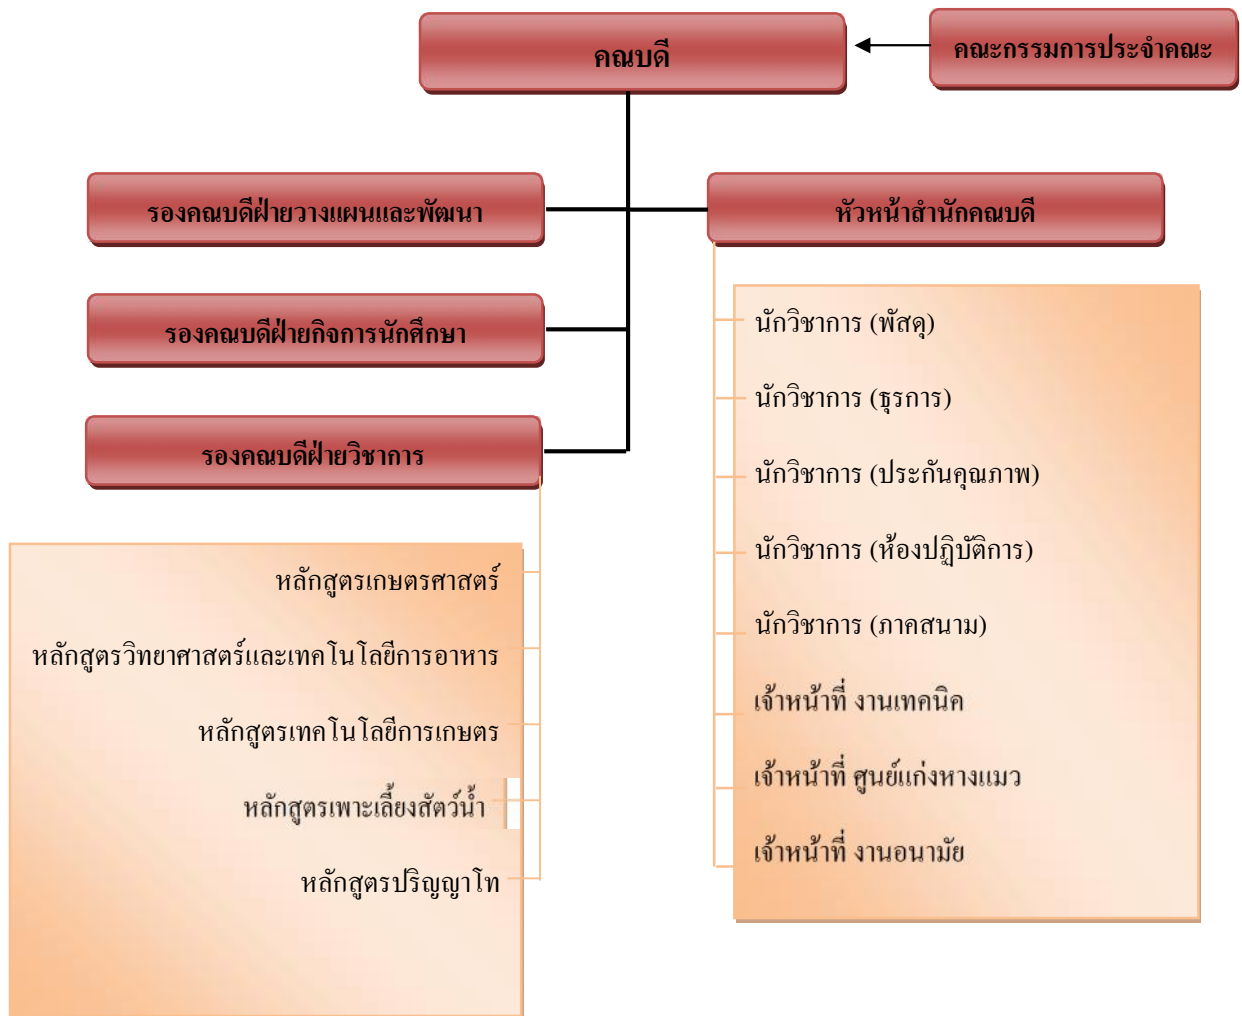 คณบดี
คณะกรรมการประจำคณะ
รองคณบดีฝ่ายวางแผนและพัฒนา
หัวหน้าสำนักคณบดี
รองคณบดีฝ่ายกิจการนักศึกษา
รองคณบดีฝ่ายวิชาการ
หลักสูตรเกษตรศาสตร์
หลักสูตรวิทยาศาสตร์และเทคโนโลยีการอาหาร
หลักสูตรเทคโนโลยีการเกษตร
หลักสูตรเพาะเลี้ยงสัตว์น้ำ
หลักสูตรปริญญาโท
นักวิชาการ (พัสดุ)
นักวิชาการ (ธุรการ)
นักวิชาการ (ประกันคุณภาพ)
นักวิชาการ (ห้องปฏิบัติการ)
นักวิชาการ (ภาคสนาม)
เจ้าหน้าที่ งานเทคนิค
เจ้าหน้าที่ ศูนย์แก่งหางแมว
เจ้าหน้าที่ งานอนามัย